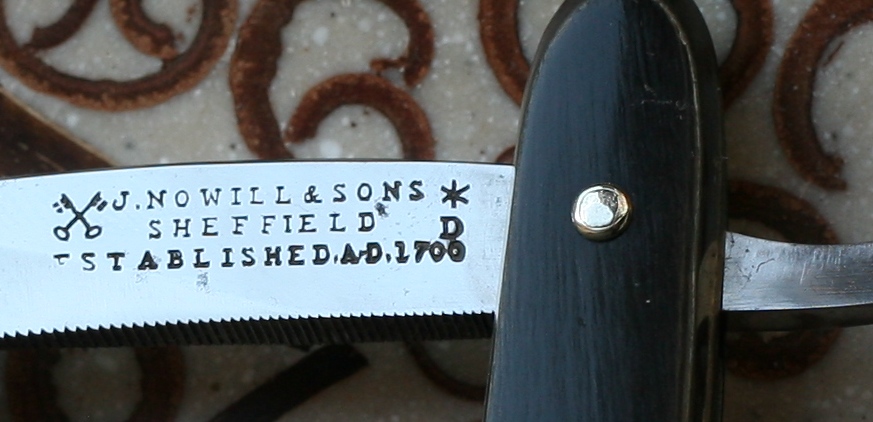 J. NOWILL & SONS *
SHEFFIELD D
ESTABLISHED.A.D.1700